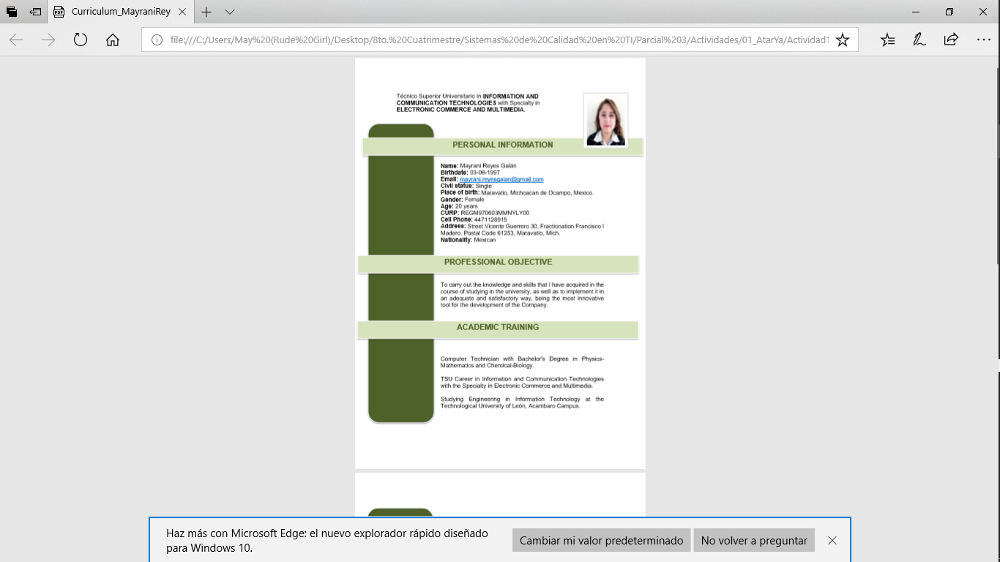 Curriculum_MayraniRey
file:///C:/Users/May%20(Rude%20Girl)/Desktop/8to.%20Cuatrimestre/Sistemas%20de%20Calidad%20en%20TI/Parcial%203/Actividades/01_AtarYa/Actividad1
Técnico Superior Universitario in INFORMATION AND
COMMUNICATION TECHNOLOGIES with Specialty in
ELECTRONIC COMMERCE AND MULTIMEDIA.
PERSONAL INFORMATION
Name: Mayrani Reyes Galán
Birthdate: 03-06-1997
Email: mayrani.reyesgalan@gmail.com
Civil status: Single
Place of birth: Maravatío, Michoacan de Ocampo, Mexico.
Gender: Female
Age: 20 years
CURP: REGM970603MMNYLY00
Cell Phone: 4471128915
Address: Street Vicente Guerrero 30, Fractionation Francisco I
Madero. Postal Code 61253, Maravatío, Mich.
Nationality: Mexican
PROFESSIONAL OBJECTIVE
To carry out the knowledge and skills that I have acquired in the
course of studying in the university, as well as to implement it in
an adequate and satisfactory way, being the most innovative
tool for the development of the Company.
ACADEMIC TRAINING
Computer Technician with Bachelor's Degree in Physics-
Mathematics and Chemical-Biology.
TSU Career in Information and Communication Technologies
with the Specialty in Electronic Commerce and Multimedia.
Studying Engineering in Information Technology at the
Technological University of León, Acambaro Campus.
Haz más con Microsoft Edge: el nuevo explorador rápido diseñado
para Windows 10.
Cambiar mi valor predeterminado
No volver a preguntar